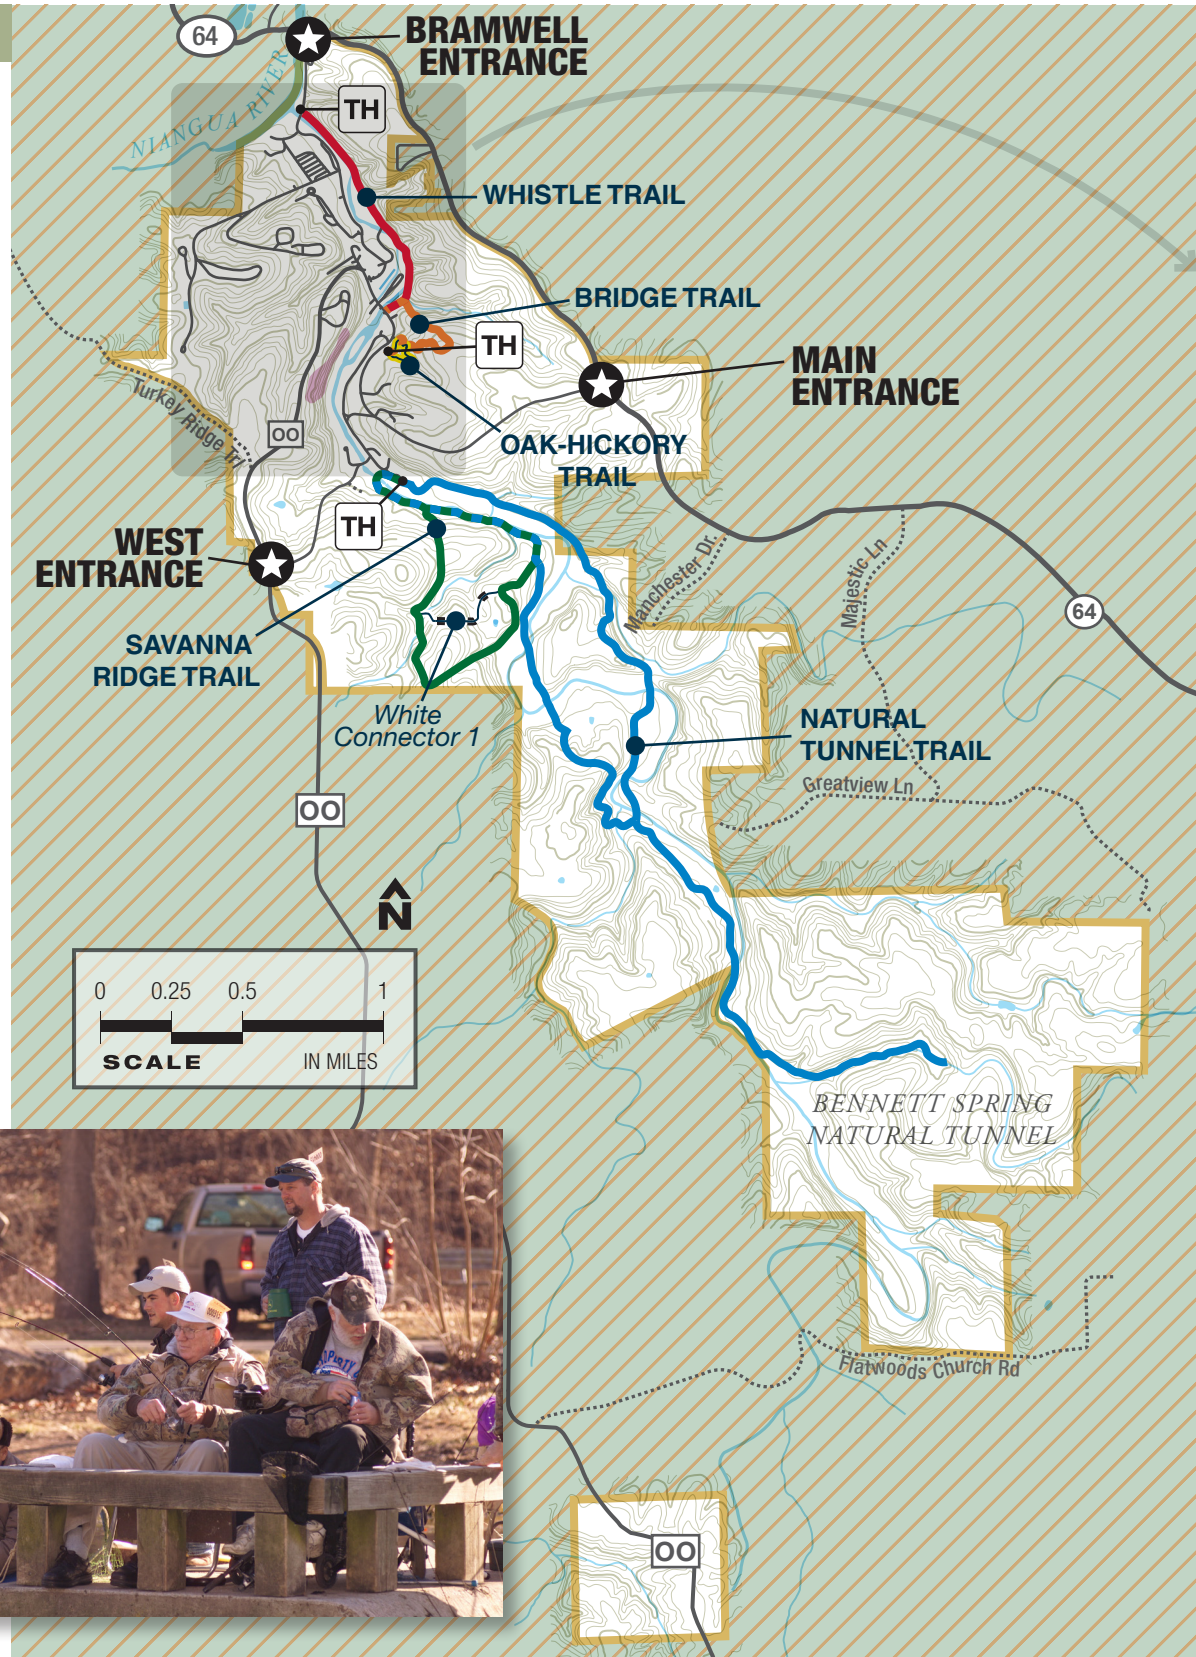 64
BRAMWELL
ENTRANCE
NIANGUA RIVER
TH
WHISTLE TRAIL
BRIDGE TRAIL
TH
MAIN
ENTRANCE
Turkey Ridge Trl
OO
OAK-HICKORY
TRAIL
TH
WEST
ENTRANCE
Manchester Dr.
Majestic Ln
64
SAVANNA
RIDGE TRAIL
White
Connector 1
NATURAL
TUNNEL TRAIL
Greatview Ln
OO
N
0 0.25 0.5 1
SCALE IN MILES
BENNETT SPRING
NATURAL TUNNEL
Flatwoods Church Rd
OO